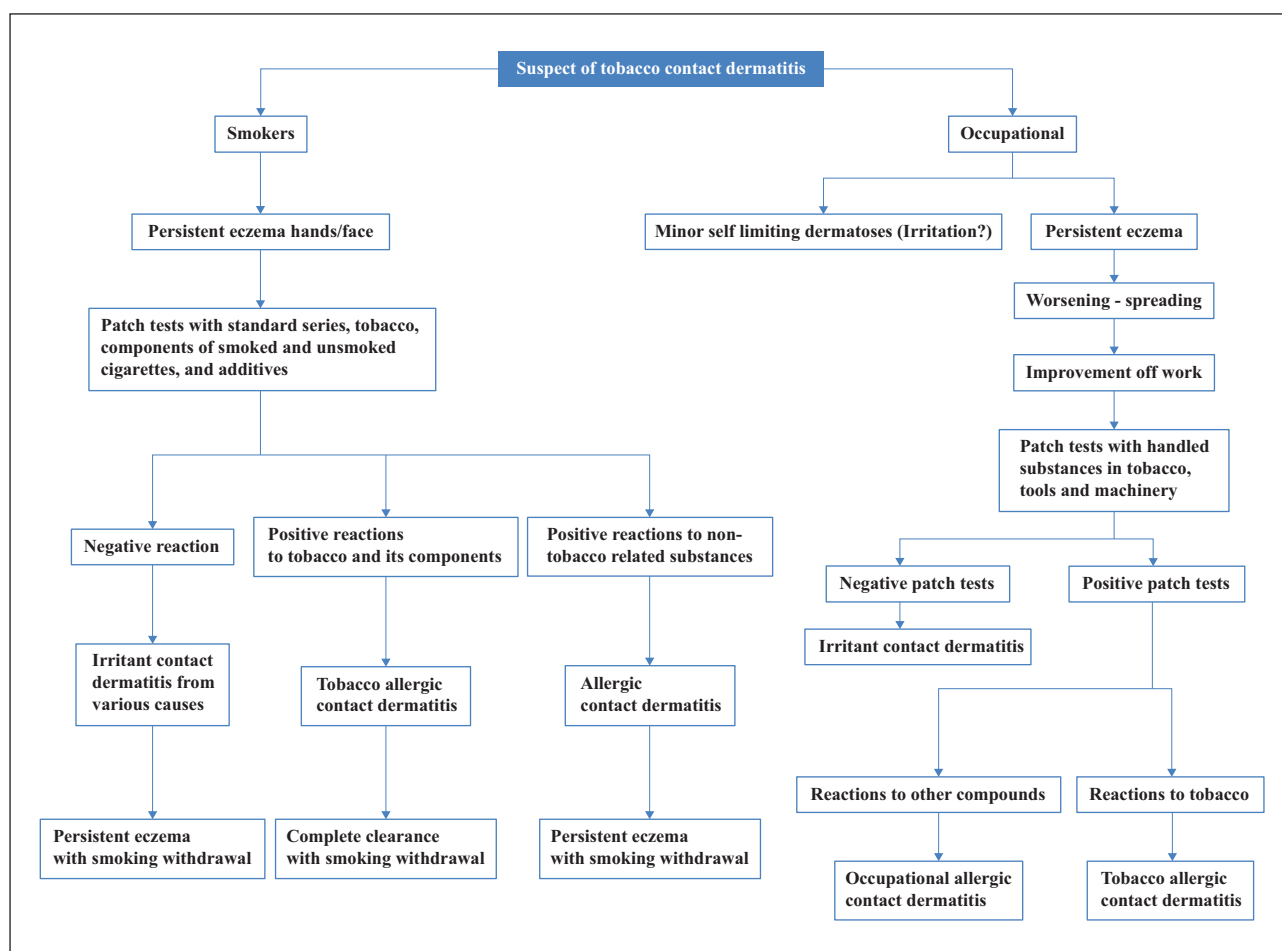 Suspect of tobacco contact dermatitis
Smokers
Occupational
Persistent eczema hands/face
Minor self limiting dermatoses (Irritation?)
Persistent eczema
Worsening - spreading
Patch tests with standard series, tobacco,
components of smoked and unsmoked
cigarettes, and additives
Improvement off work
Patch tests with handled
substances in tobacco,
tools and machinery
Negative reaction
Positive reactions
to tobacco and its components
Positive reactions to non-
tobacco related substances
Negative patch tests
Positive patch tests
Irritant contact dermatitis
Irritant contact
dermatitis from
various causes
Tobacco allergic
contact dermatitis
Allergic
contact dermatitis
Reactions to other compounds
Reactions to tobacco
Persistent eczema
with smoking withdrawal
Complete clearance
with smoking withdrawal
Persistent eczema
with smoking withdrawal
Occupational allergic
contact dermatitis
Tobacco allergic
contact dermatitis